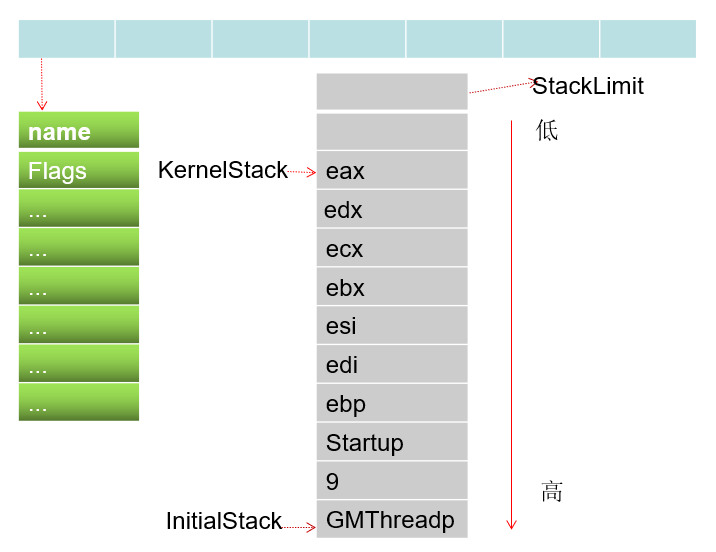 StackLimit
name
低
Flags
KernelStack
eax
...
edx
...
ecx
...
ebx
...
esi
...
edi
...
ebp
Startup
9
高
InitialStack
GMThreadp